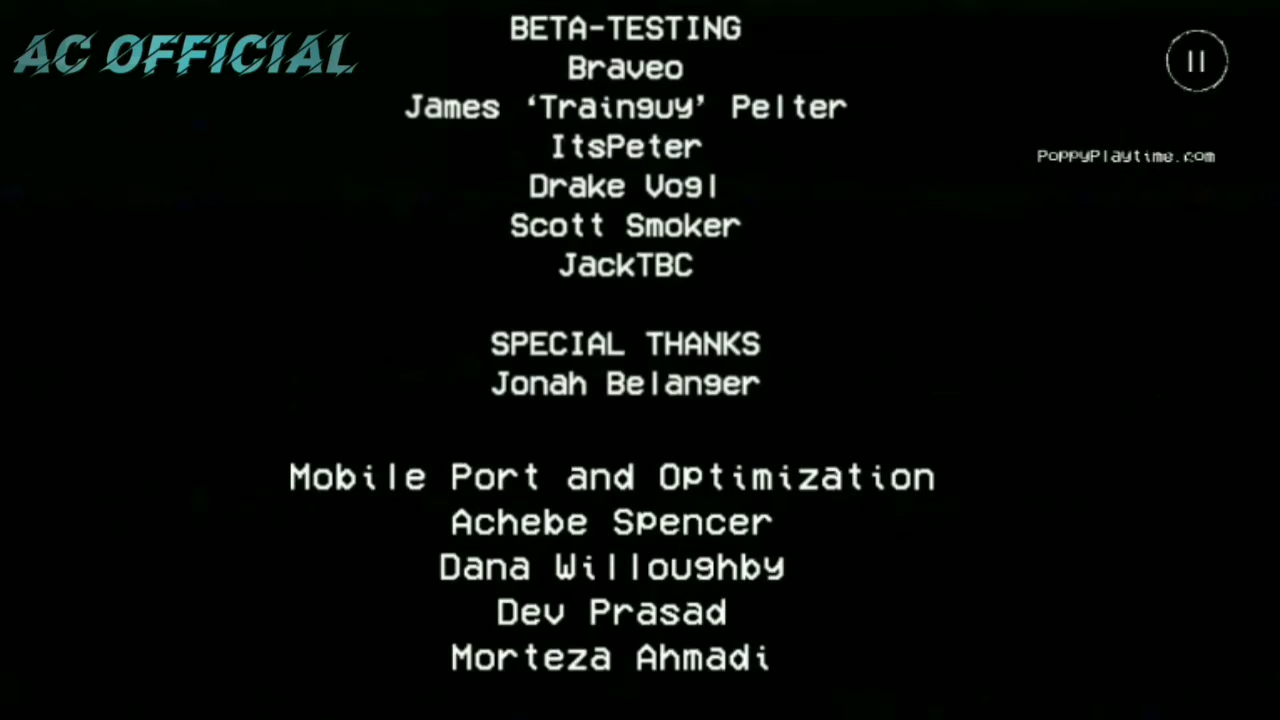 AC OFFICIAL
BETA-TESTING
Braveo
James ‘Trainguy’ Pelter
ItsPeter
PoppyPlaytime.com
Drake Vogl
Scott Smoker
JackTBC
SPECIAL THANKS
Jonah Belanger
Mobile Port and Optimization
Achebe Spencer
Dana Willoughby
Dev Prasad
Morteza Ahmadi